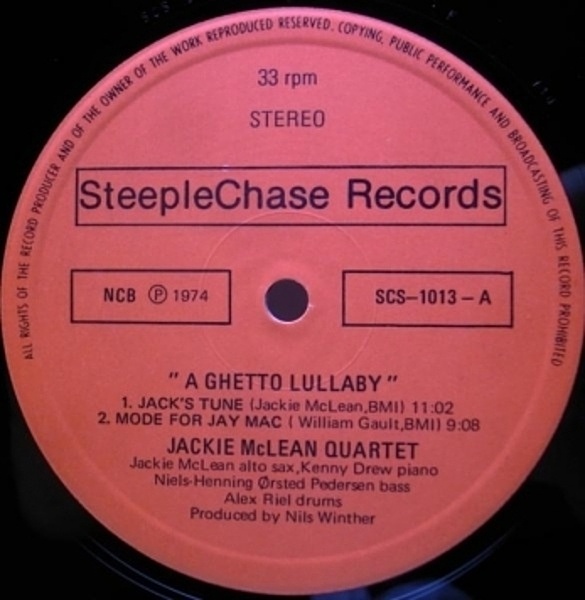 ALL RIGHTS OF THE RECORD PRODUCER AND OF THE OWNER OF THE WORK REPRODUCED RESERVED. COPYING, PUBLIC PERFORMANCE AND BROADCASTING OF THIS RECORD PROHIBITED
33 rpm
STEREO
SteepleChase Records
NCB Ⓟ 1974
SCS-1013 - A
" A GHETTO LULLABY "
1. JACK'S TUNE (Jackie McLean,BMI) 11:02
2. MODE FOR JAY MAC ( William Gault,BMI) 9:08
JACKIE McLEAN QUARTET
Jackie McLean alto sax,Kenny Drew piano
Niels-Henning Ørsted Pedersen bass
Alex Riel drums
Produced by Nils Winther